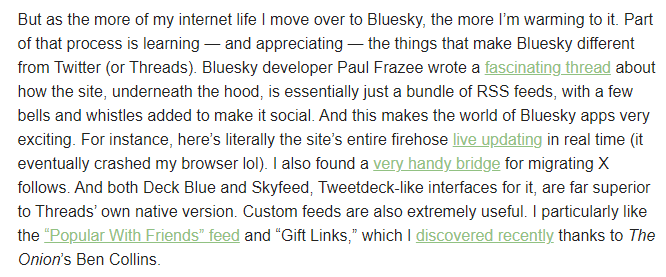 But as the more of my internet life I move over to Bluesky, the more I’m warming to it. Part
of that process is learning — and appreciating — the things that make Bluesky different
from Twitter (or Threads). Bluesky developer Paul Frazee wrote a fascinating thread about
how the site, underneath the hood, is essentially just a bundle of RSS feeds, with a few
bells and whistles added to make it social. And this makes the world of Bluesky apps very
exciting. For instance, here’s literally the site’s entire firehose live updating in real time (it
eventually crashed my browser lol). I also found a very handy bridge for migrating X
follows. And both Deck Blue and Skyfeed, Tweetdeck-like interfaces for it, are far superior
to Threads’ own native version. Custom feeds are also extremely useful. I particularly like
the “Popular With Friends” feed and “Gift Links,” which I discovered recently thanks to The
Onion’s Ben Collins.